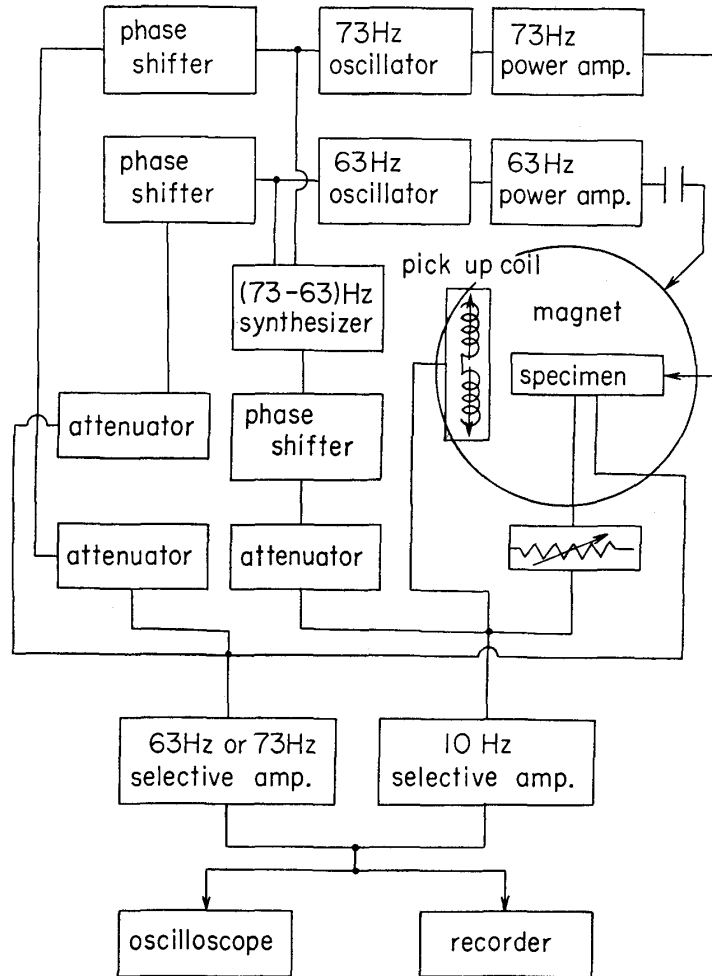 phase
shifter
73Hz
oscillator
73Hz
power amp.
phase
shifter
63Hz
oscillator
63Hz
power amp.
pick up coil
(73-63)Hz
synthesizer
magnet
specimen
attenuator
phase
shifter
attenuator
attenuator
63Hz or 73Hz
selective amp.
10 Hz
selective amp.
oscilloscope
recorder